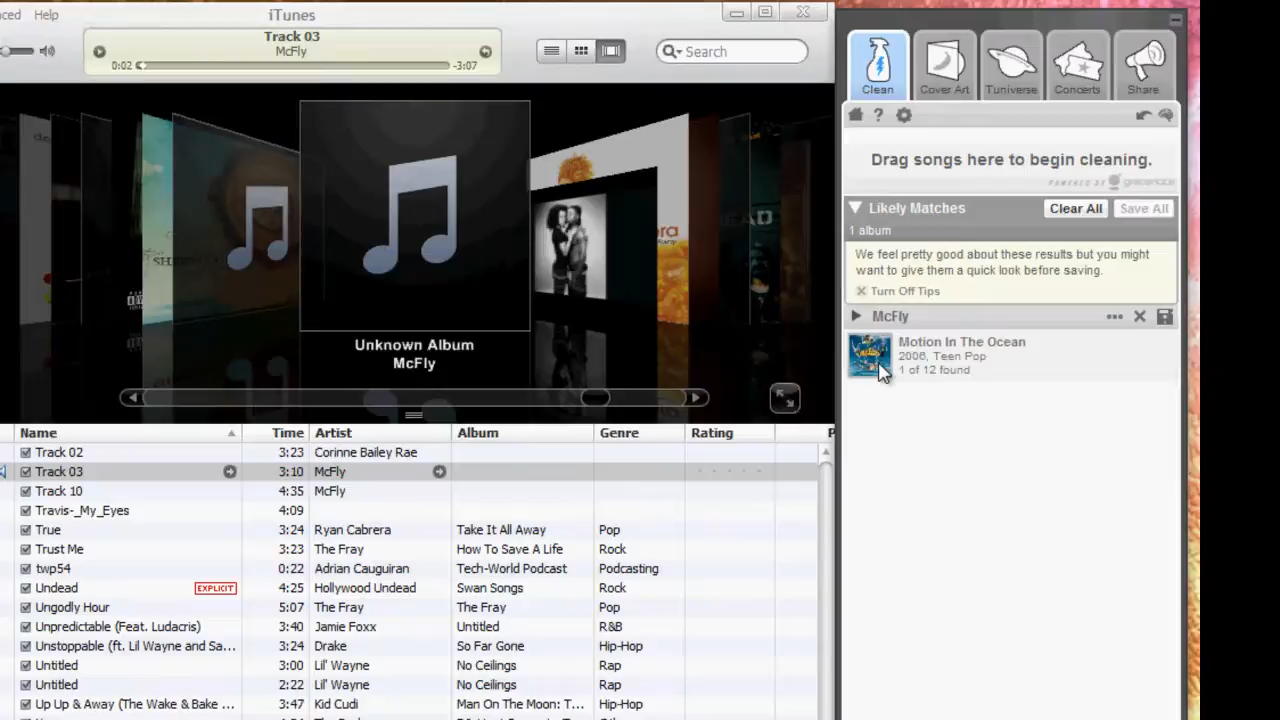 ced Help
iTunes
Track 03
McFly
0:02
-3:07
Search
Unknown Album
McFly
Name Time Artist Album Genre Rating P
Track 02 3:23 Corinne Bailey Rae
Track 03 3:10 McFly
Track 10 4:35 McFly
Travis-_My_Eyes 4:09
True 3:24 Ryan Cabrera Take It All Away Pop
Trust Me 3:23 The Fray How To Save A Life Rock
twp54 0:22 Adrian Cauguiran Tech-World Podcast Podcasting
Undead EXPLICIT 4:25 Hollywood Undead Swan Songs Rock
Ungodly Hour 5:07 The Fray The Fray Pop
Unpredictable (Feat. Ludacris) 3:40 Jamie Foxx Untitled R&B
Unstoppable (ft. Lil Wayne and Sa... 3:24 Drake So Far Gone Hip-Hop
Untitled 3:00 Lil' Wayne No Ceilings Rap
Untitled 2:22 Lil' Wayne No Ceilings Rap
Up Up & Away (The Wake & Bake ... 3:47 Kid Cudi Man On The Moon: T... Hip-Hop
Clean Cover Art Tuniverse Concerts Share
?
Drag songs here to begin cleaning.
POWERED BY gracenote
Likely Matches Clear All Save All
1 album
We feel pretty good about these results but you might
want to give them a quick look before saving.
Turn Off Tips
McFly
Motion In The Ocean
2006, Teen Pop
1 of 12 found